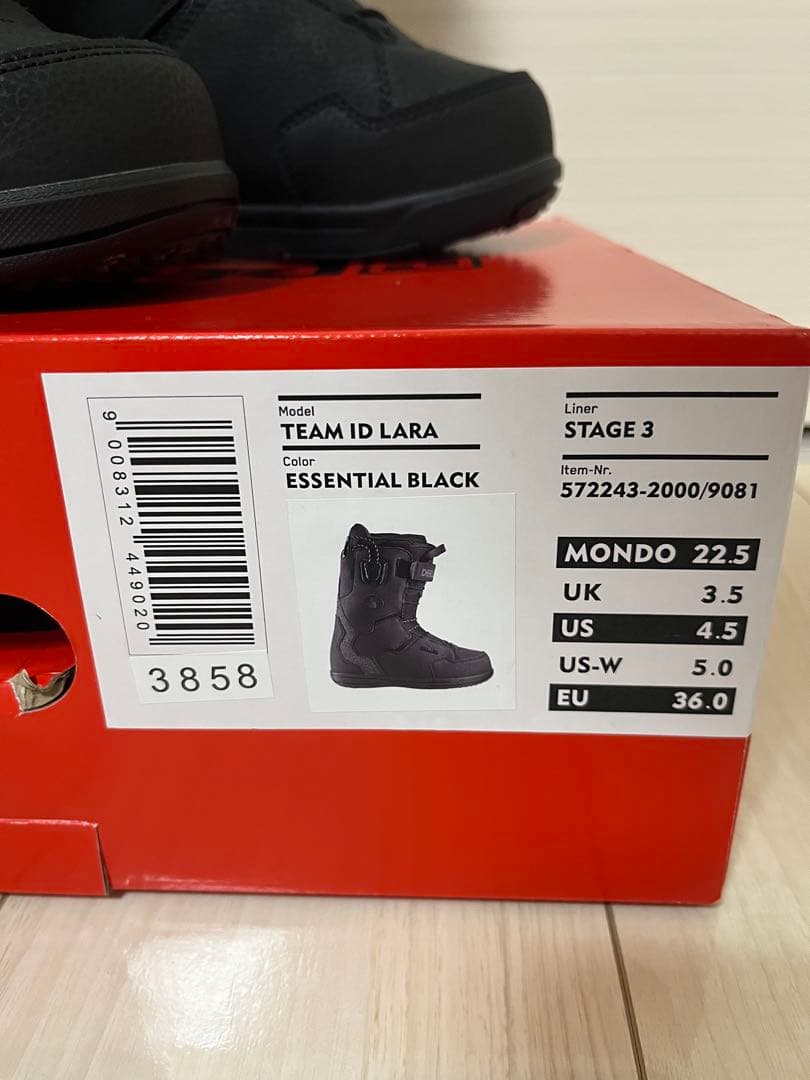 9 008312 449020
3858
Model
TEAM ID LARA
Color
ESSENTIAL BLACK
Liner
STAGE 3
Item-Nr.
572243-2000/9081
MONDO 22.5
UK 3.5
US 4.5
US-W 5.0
EU 36.0